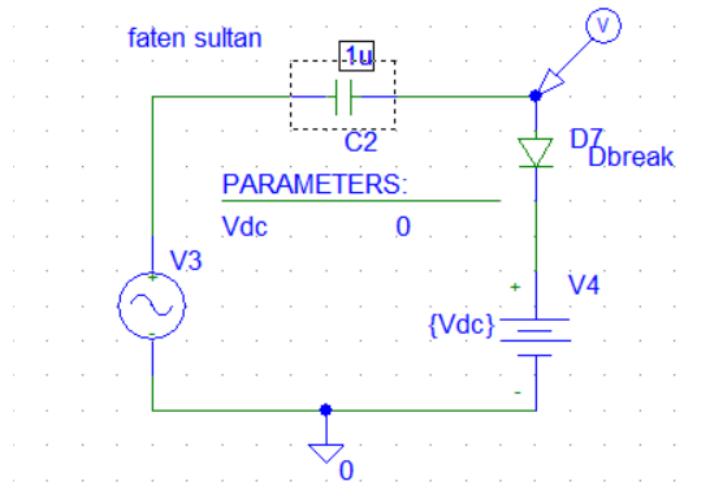 V
faten sultan
1u
C2
D7
Dbreak
PARAMETERS:
Vdc 0
V3
+
-
+
V4
{Vdc}
-
0